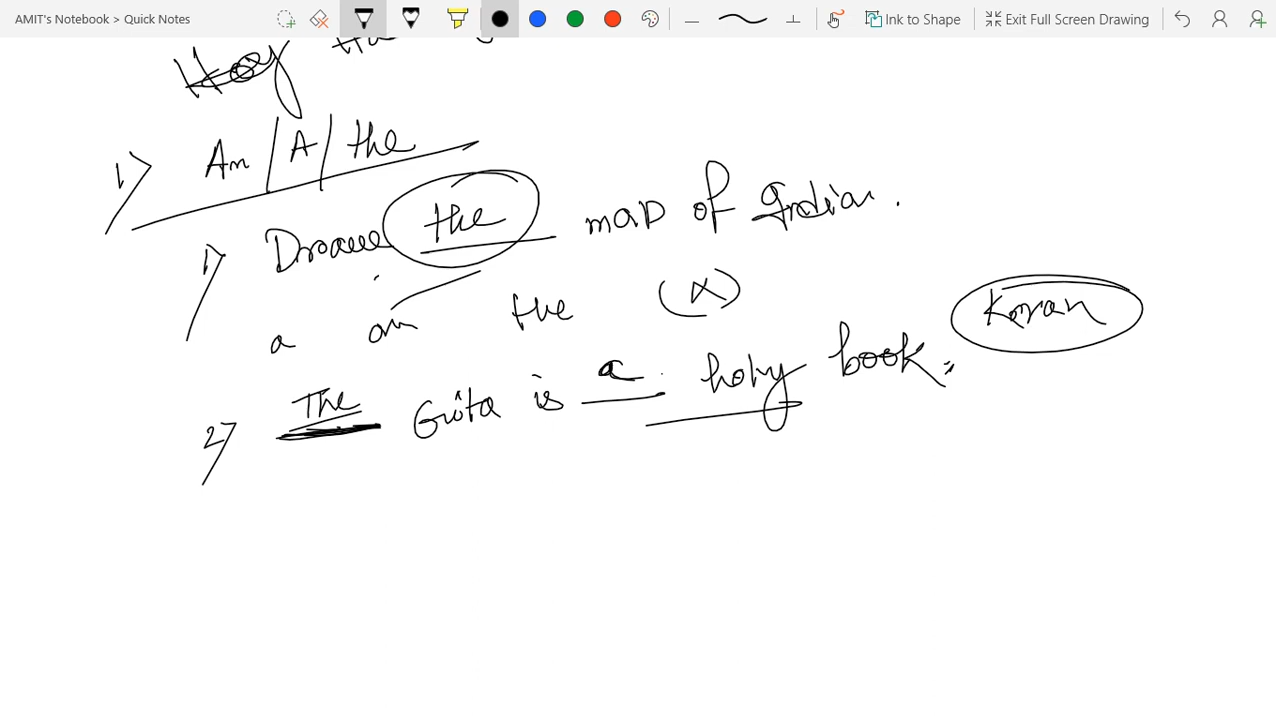 AMIT's Notebook > Quick Notes
Ink to Shape
Exit Full Screen Drawing
1) An / A / the
1) Draw the map of Indian.
a an the (x)
2) The Gita is a holy book. Koran